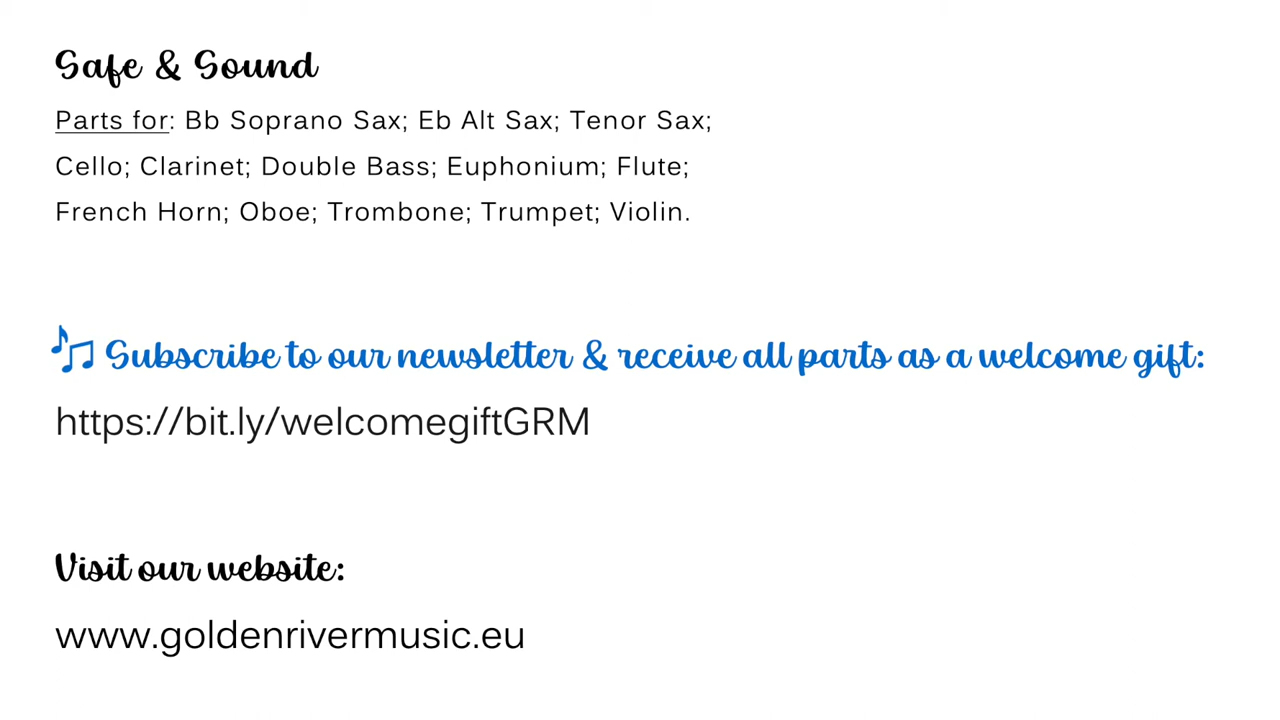 Safe & Sound
Parts for: Bb Soprano Sax; Eb Alt Sax; Tenor Sax;
Cello; Clarinet; Double Bass; Euphonium; Flute;
French Horn; Oboe; Trombone; Trumpet; Violin.
Subscribe to our newsletter & receive all parts as a welcome gift:
https://bit.ly/welcomegiftGRM
Visit our website:
www.goldenrivermusic.eu